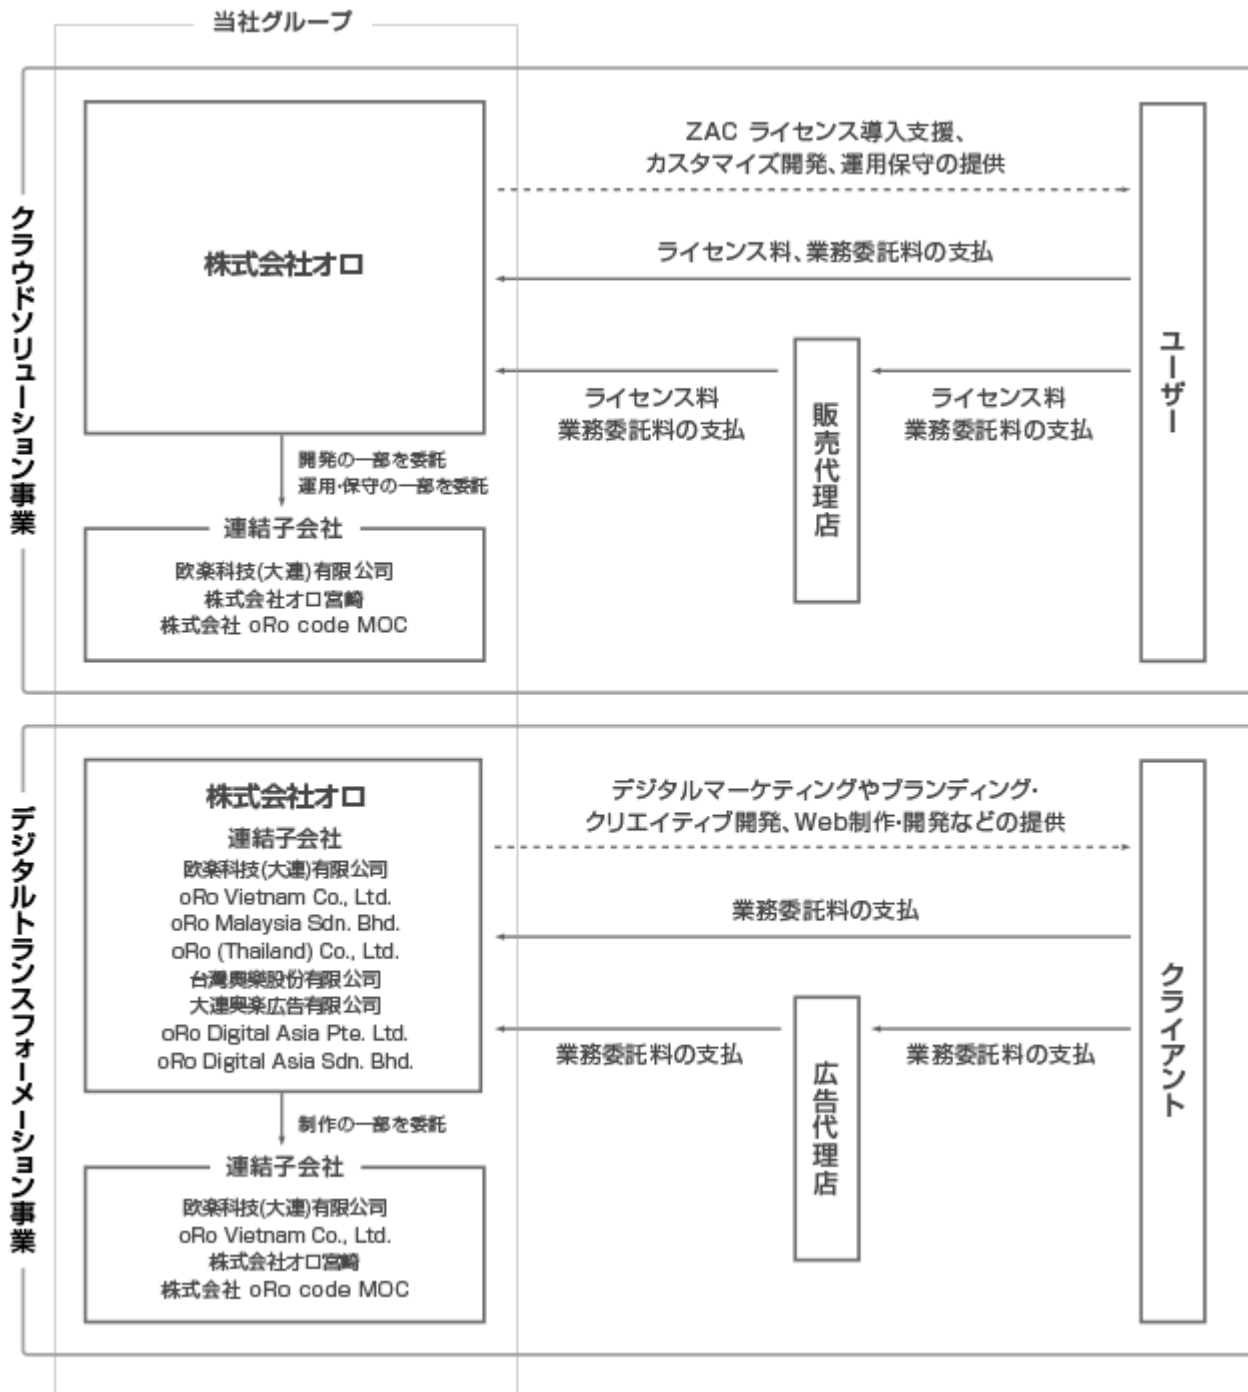 当社グループ
クラウドソリューション事業
株式会社オロ
ZAC ライセンス導入支援、
カスタマイズ開発、運用保守の提供
ライセンス料、業務委託料の支払
ユーザー
ライセンス料
業務委託料の支払
販売代理店
ライセンス料
業務委託料の支払
開発の一部を委託
運用・保守の一部を委託
連結子会社
欧楽科技(大連)有限公司
株式会社オロ宮崎
株式会社 oRo code MOC
デジタルトランスフォーメーション事業
株式会社オロ
連結子会社
欧楽科技(大連)有限公司
oRo Vietnam Co., Ltd.
oRo Malaysia Sdn. Bhd.
oRo (Thailand) Co., Ltd.
台灣奧樂股份有限公司
大連奥楽広告有限公司
oRo Digital Asia Pte. Ltd.
oRo Digital Asia Sdn. Bhd.
デジタルマーケティングやブランディング・
クリエイティブ開発、Web制作・開発などの提供
業務委託料の支払
クライアント
業務委託料の支払
広告代理店
業務委託料の支払
制作の一部を委託
連結子会社
欧楽科技(大連)有限公司
oRo Vietnam Co., Ltd.
株式会社オロ宮崎
株式会社 oRo code MOC